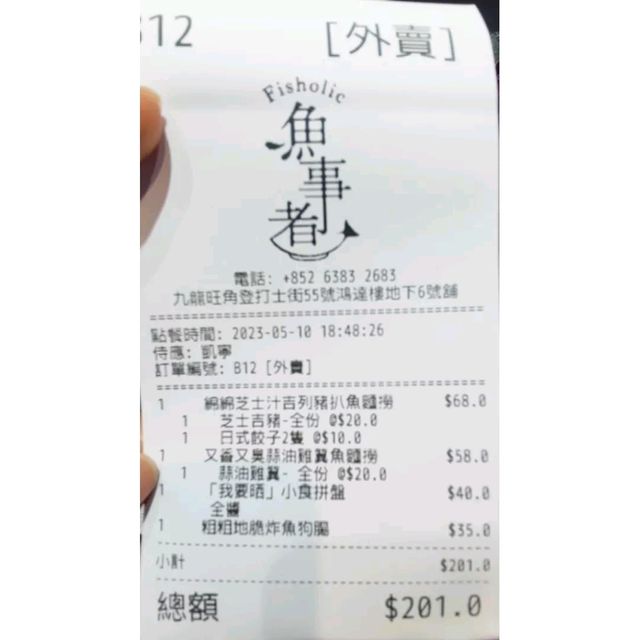 B12 [外賣]
Fisholic
魚事者
電話: +852 6383 2683
九龍旺角登打士街55號鴻達樓地下6號舖
點餐時間: 2023-05-10 18:48:26
侍應: 凱寧
訂單編號: B12 [外賣]
1 綿綿芝士汁吉列豬扒魚麵撈 $68.0
1 芝士吉豬-全份 @$20.0
1 日式餃子2隻 @$10.0
1 又香又臭蒜油雞翼魚麵撈 $58.0
1 蒜油雞翼- 全份 @$20.0
1 「我要晒」小食拼盤 $40.0
全醬
1 粗粗地脆炸魚狗腸 $35.0
小計 $201.0
總額 $201.0